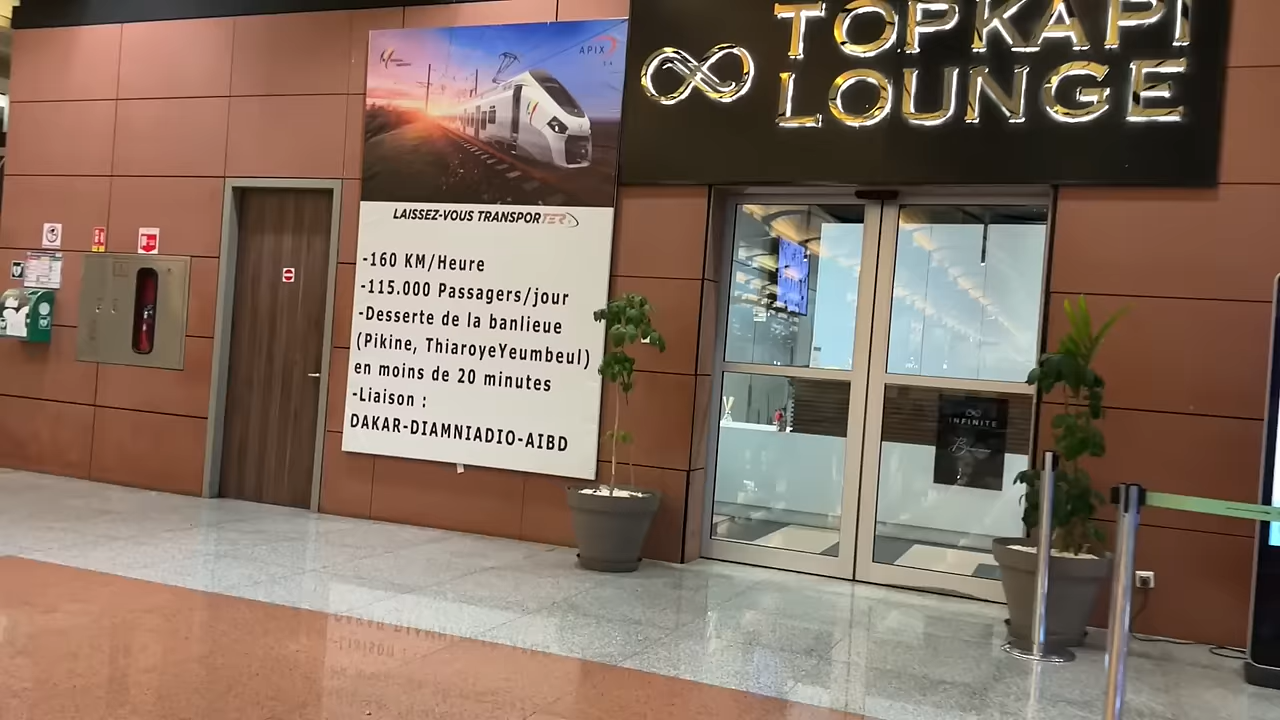 APIX
S.A
LAISSEZ-VOUS TRANSPORTER
-160 KM/Heure
-115.000 Passagers/jour
-Desserte de la banlieue
(Pikine, ThiaroyeYeumbeul)
en moins de 20 minutes
-Liaison :
DAKAR-DIAMNIADIO-AIBD
TOPKAPI
LOUNGE
INFINITE